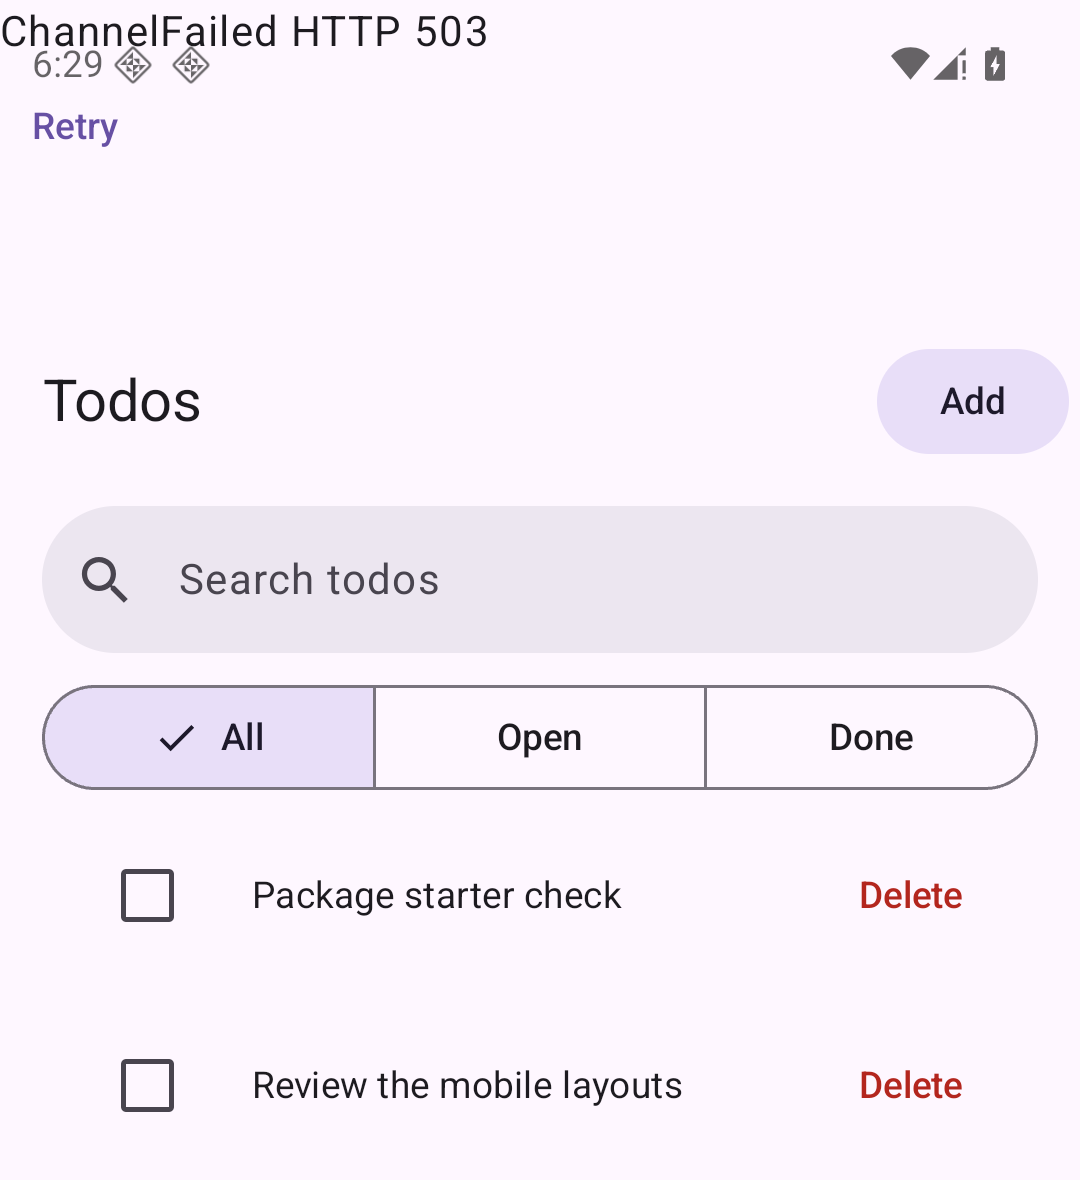 ChannelFailed HTTP 503
6:29
Retry
Todos
Add
Search todos
All
Open
Done
Package starter check
Delete
Review the mobile layouts
Delete